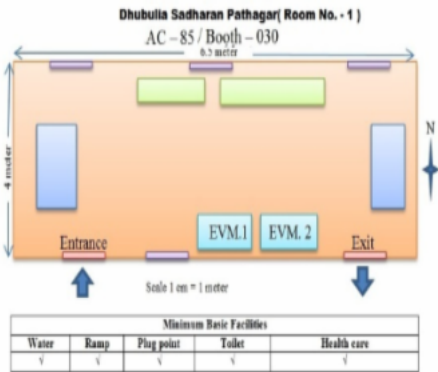 Dhubulia Sadharan Pathagar( Room No. - 1 )
AC – 85 / Booth – 030
6.5 meter
4 meter
N
EVM.1 EVM. 2
Entrance Exit
Scale 1 cm = 1 meter
Minimum Basic Facilities
Water Ramp Plug point Toilet Health care
√ √ √ √ √